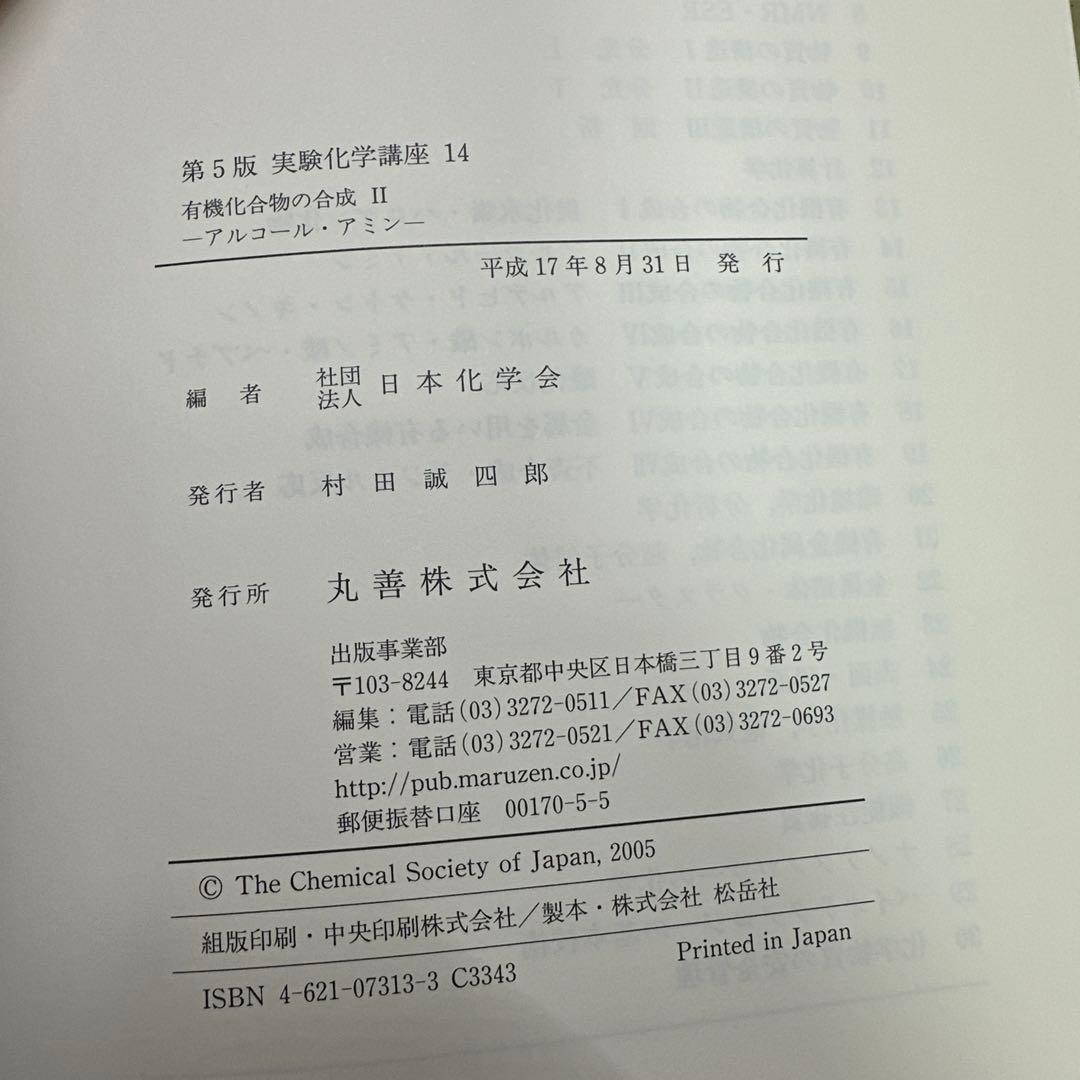 第5版 実験化学講座 14
有機化合物の合成 II
―アルコール・アミン―
平成17年8月31日 発行
編者 社団法人 日本化学会
発行者 村田誠四郎
発行所 丸善株式会社
出版事業部
〒103-8244 東京都中央区日本橋三丁目9番2号
編集：電話(03)3272-0511／FAX(03)3272-0527
営業：電話(03)3272-0521／FAX(03)3272-0693
http://pub.maruzen.co.jp/
郵便振替口座 00170-5-5
© The Chemical Society of Japan, 2005
組版印刷・中央印刷株式会社／製本・株式会社 松岳社
ISBN 4-621-07313-3 C3343
Printed in Japan